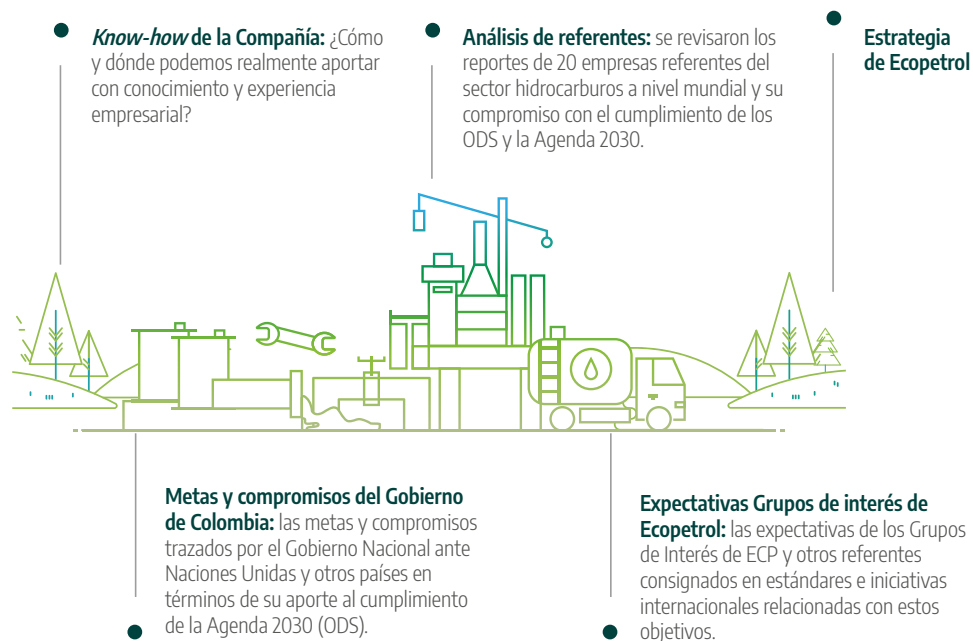 Know-how de la Compañía: ¿Cómo
y dónde podemos realmente aportar
con conocimiento y experiencia
empresarial?
Análisis de referentes: se revisaron los
reportes de 20 empresas referentes del
sector hidrocarburos a nivel mundial y su
compromiso con el cumplimiento de los
ODS y la Agenda 2030.
Estrategia
de Ecopetrol
Metas y compromisos del Gobierno
de Colombia: las metas y compromisos
trazados por el Gobierno Nacional ante
Naciones Unidas y otros países en
términos de su aporte al cumplimiento
de la Agenda 2030 (ODS).
Expectativas Grupos de interés de
Ecopetrol: las expectativas de los Grupos
de Interés de ECP y otros referentes
consignados en estándares e iniciativas
internacionales relacionadas con estos
objetivos.